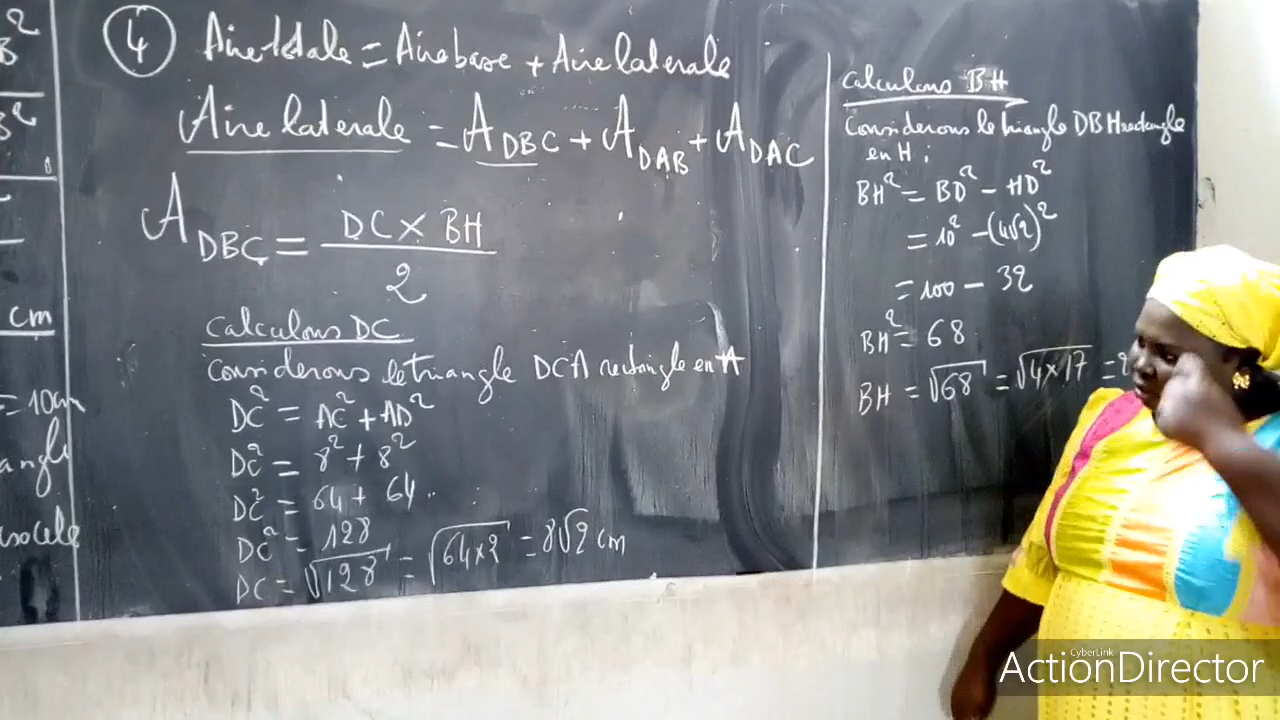 B²
B²
cm
= 10cm
angle
isocele
④ Aire totale = Aire base + Aire laterale
Aire laterale = A DBC + A DAB + A DAC
A DBC = DC × BH
2
Calculons DC
Considerons le triangle DCA rectangle en A
DC² = AC² + AD²
DC² = 8² + 8²
DC² = 64 + 64
DC² = 128
DC = √128 = √64×2 = 8√2 cm
Calculons BH
Considerons le triangle DBH rectangle
en H :
BH² = BD² - HD²
= 10² - (4√2)²
= 100 - 32
BH² = 68
BH = √68 = √4×17 = 2
CyberLink
ActionDirector